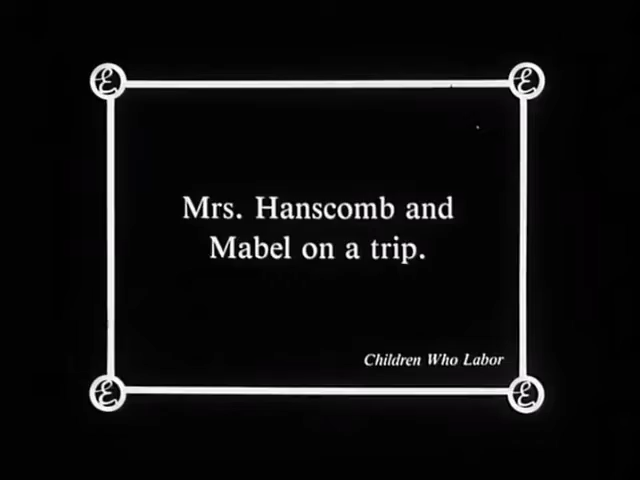 Mrs. Hanscomb and
Mabel on a trip.
Children Who Labor